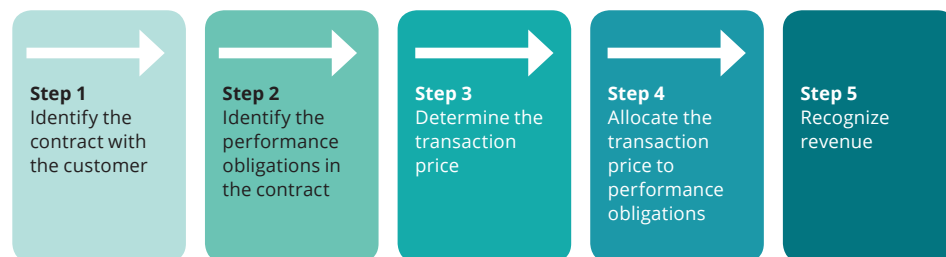 Step 1
Identify the
contract with
the customer
Step 2
Identify the
performance
obligations in
the contract
Step 3
Determine the
transaction
price
Step 4
Allocate the
transaction
price to
performance
obligations
Step 5
Recognize
revenue